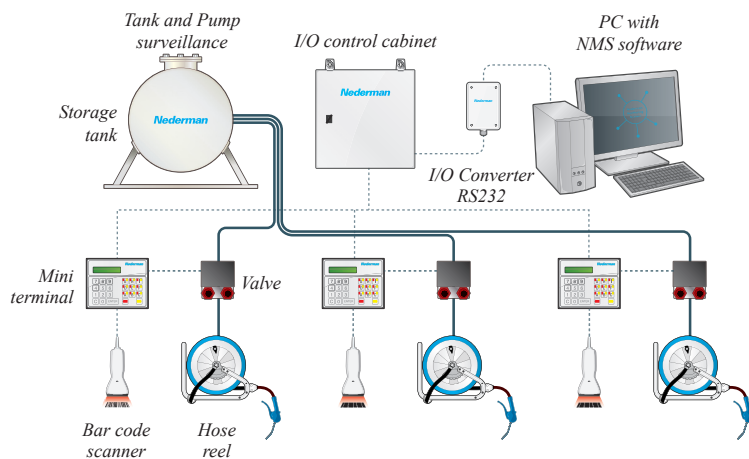 Tank and Pump
surveillance
I/O control cabinet
PC with
NMS software
Nederman
Nederman
Nederman
Storage
tank
I/O Converter
RS232
Mini
terminal
Valve
Bar code
scanner
Hose
reel